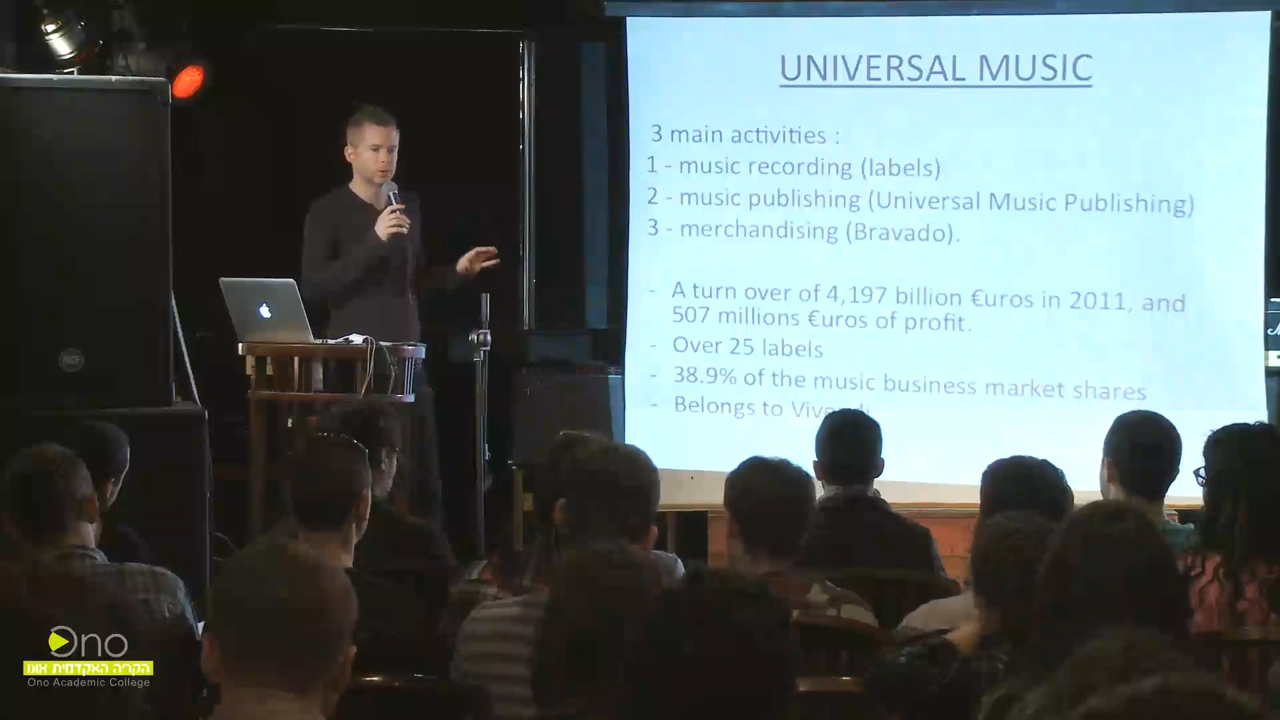 UNIVERSAL MUSIC
3 main activities :
1 - music recording (labels)
2 - music publishing (Universal Music Publishing)
3 - merchandising (Bravado).
- A turn over of 4,197 billion €uros in 2011, and
507 millions €uros of profit.
- Over 25 labels
- 38.9% of the music business market shares
- Belongs to
Ono
הקריה האקדמית אונו
Ono Academic College